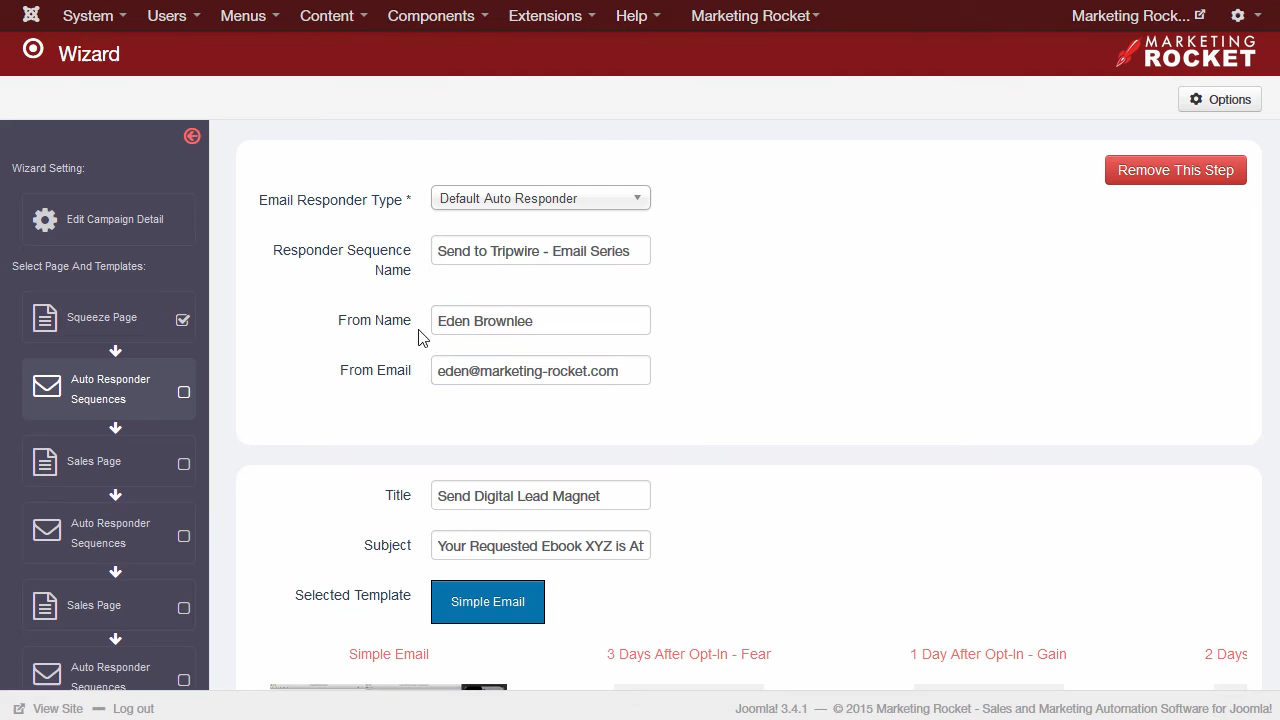 System Users Menus Content Components Extensions Help Marketing Rocket Marketing Rock...
Wizard
MARKETING
ROCKET
Options
Wizard Setting:
Edit Campaign Detail
Select Page And Templates:
Squeeze Page
Auto Responder
Sequences
Sales Page
Auto Responder
Sequences
Sales Page
Auto Responder
Sequences
Remove This Step
Email Responder Type * Default Auto Responder
Responder Sequence
Name
Send to Tripwire - Email Series
From Name Eden Brownlee
From Email eden@marketing-rocket.com
Title Send Digital Lead Magnet
Subject Your Requested Ebook XYZ is At
Selected Template Simple Email
Simple Email 3 Days After Opt-In - Fear 1 Day After Opt-In - Gain 2 Days
View Site Log out Joomla! 3.4.1 — © 2015 Marketing Rocket - Sales and Marketing Automation Software for Joomla!